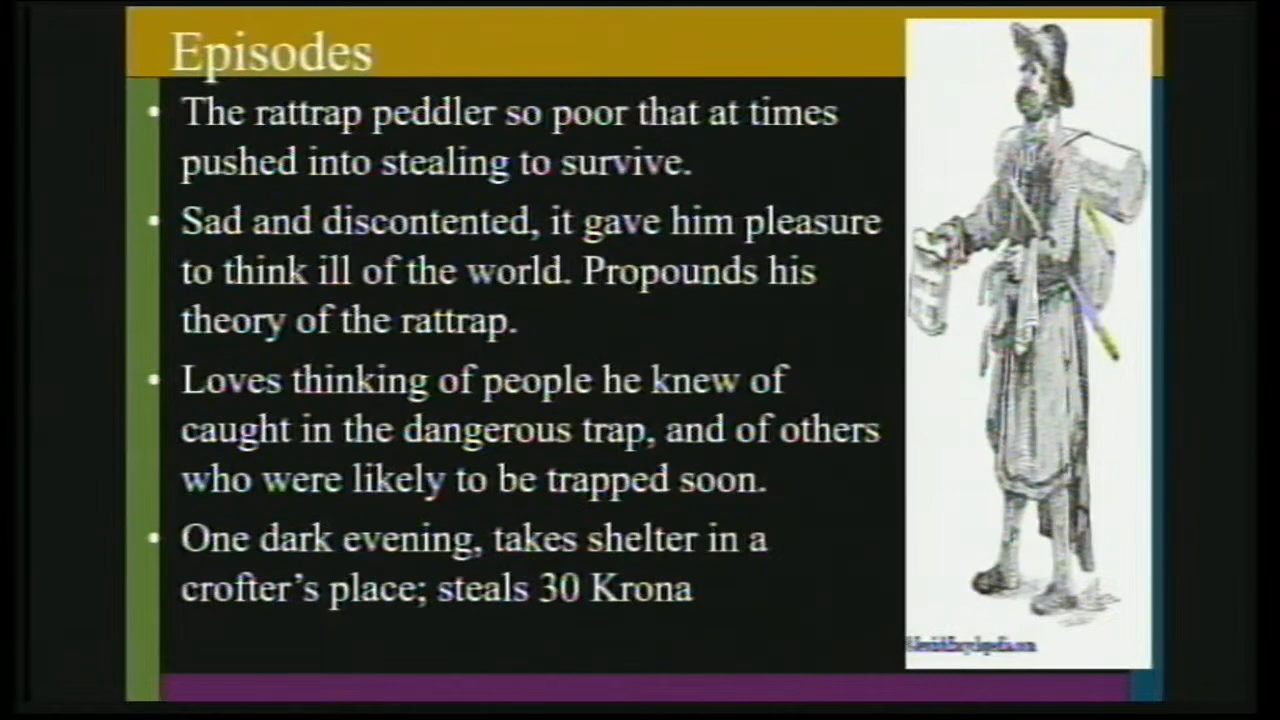 Episodes
• The rattrap peddler so poor that at times
pushed into stealing to survive.
• Sad and discontented, it gave him pleasure
to think ill of the world. Propounds his
theory of the rattrap.
• Loves thinking of people he knew of
caught in the dangerous trap, and of others
who were likely to be trapped soon.
• One dark evening, takes shelter in a
crofter’s place; steals 30 Krona